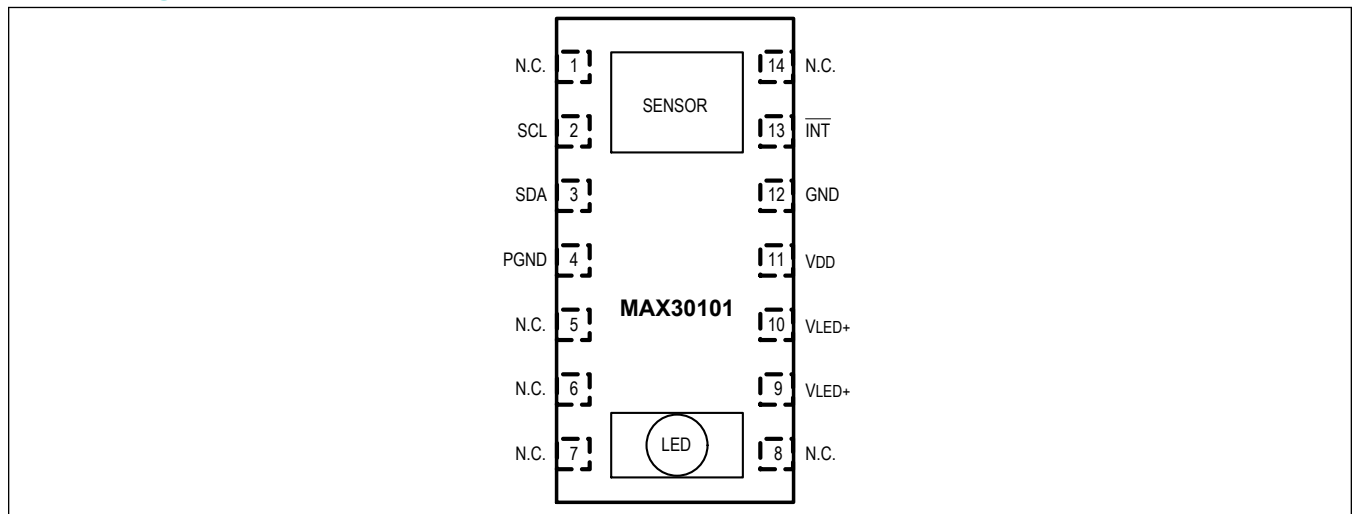 N.C. 1 14 N.C.
SENSOR
SCL 2 13 INT
SDA 3 12 GND
PGND 4 11 VDD
MAX30101
N.C. 5 10 VLED+
N.C. 6 9 VLED+
LED
N.C. 7 8 N.C.